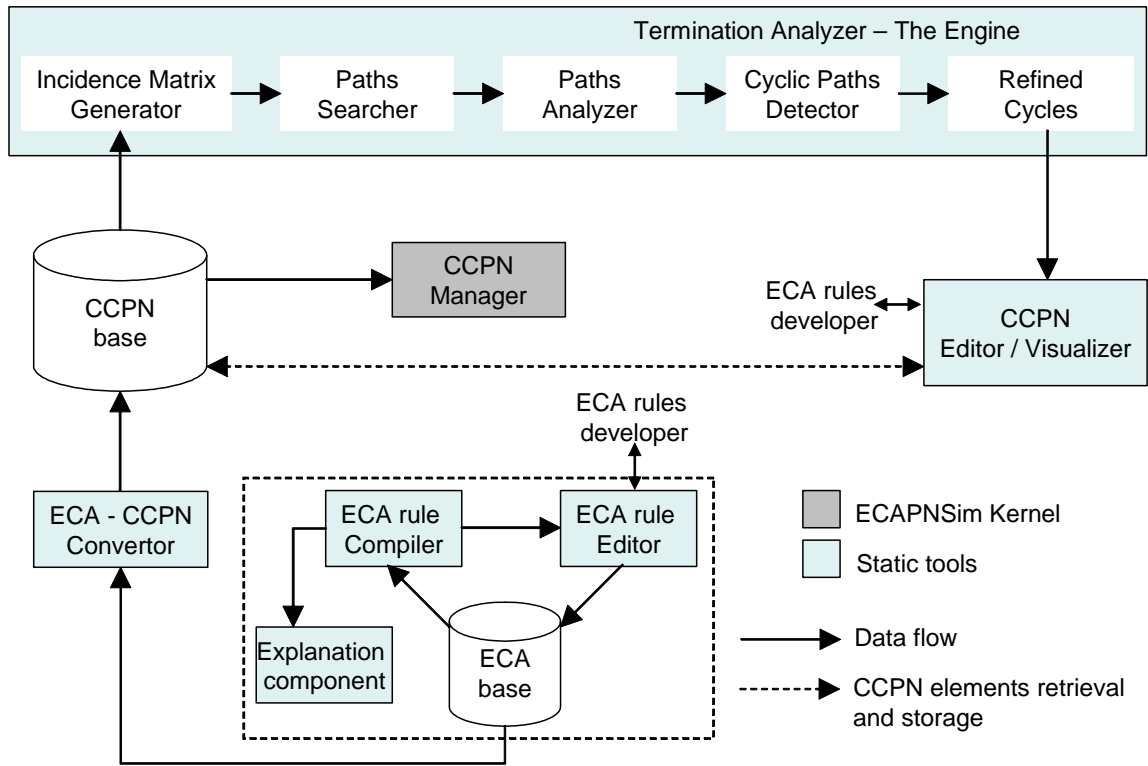 Termination Analyzer – The Engine
Incidence Matrix
Generator
Paths
Searcher
Paths
Analyzer
Cyclic Paths
Detector
Refined
Cycles
CCPN
base
CCPN
Manager
ECA rules
developer
CCPN
Editor / Visualizer
ECA rules
developer
ECA - CCPN
Convertor
ECA rule
Compiler
ECA rule
Editor
Explanation
component
ECA
base
ECAPNSim Kernel
Static tools
Data flow
CCPN elements retrieval
and storage